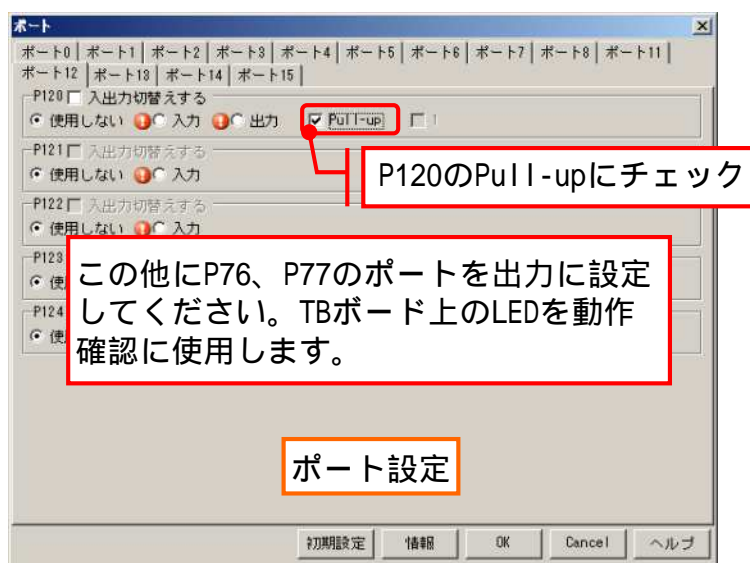 ポート
ポート0 ポート1 ポート2 ポート3 ポート4 ポート5 ポート6 ポート7 ポート8 ポート11
ポート12 ポート13 ポート14 ポート15
P120 入出力切替えする
使用しない 入力 出力 Pull-up 1
P121 入出力切替えする
使用しない 入力
P120のPull-upにチェック
P122 入出力切替えする
使用しない 入力
P123
使
P124
使
この他にP76、P77のポートを出力に設定
してください。TBボード上のLEDを動作
確認に使用します。
ポート設定
初期設定 情報 OK Cancel ヘルプ